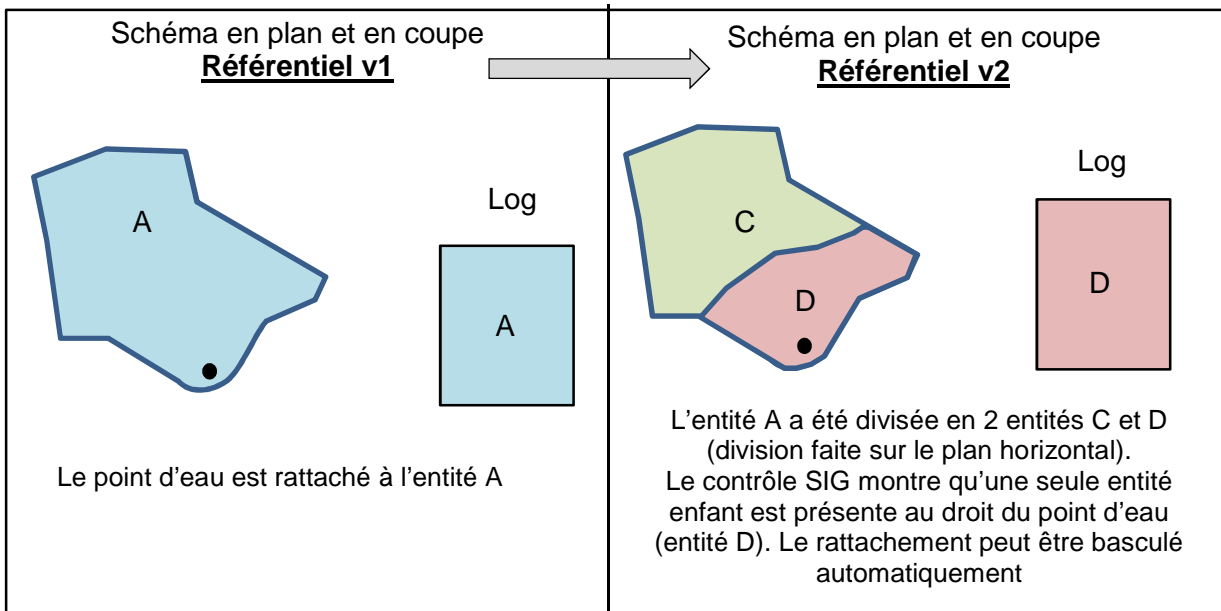 Schéma en plan et en coupe
Référentiel v1
A
Log
A
Le point d'eau est rattaché à l'entité A
Schéma en plan et en coupe
Référentiel v2
C
D
Log
D
L'entité A a été divisée en 2 entités C et D
(division faite sur le plan horizontal).
Le contrôle SIG montre qu'une seule entité
enfant est présente au droit du point d'eau
(entité D). Le rattachement peut être basculé
automatiquement